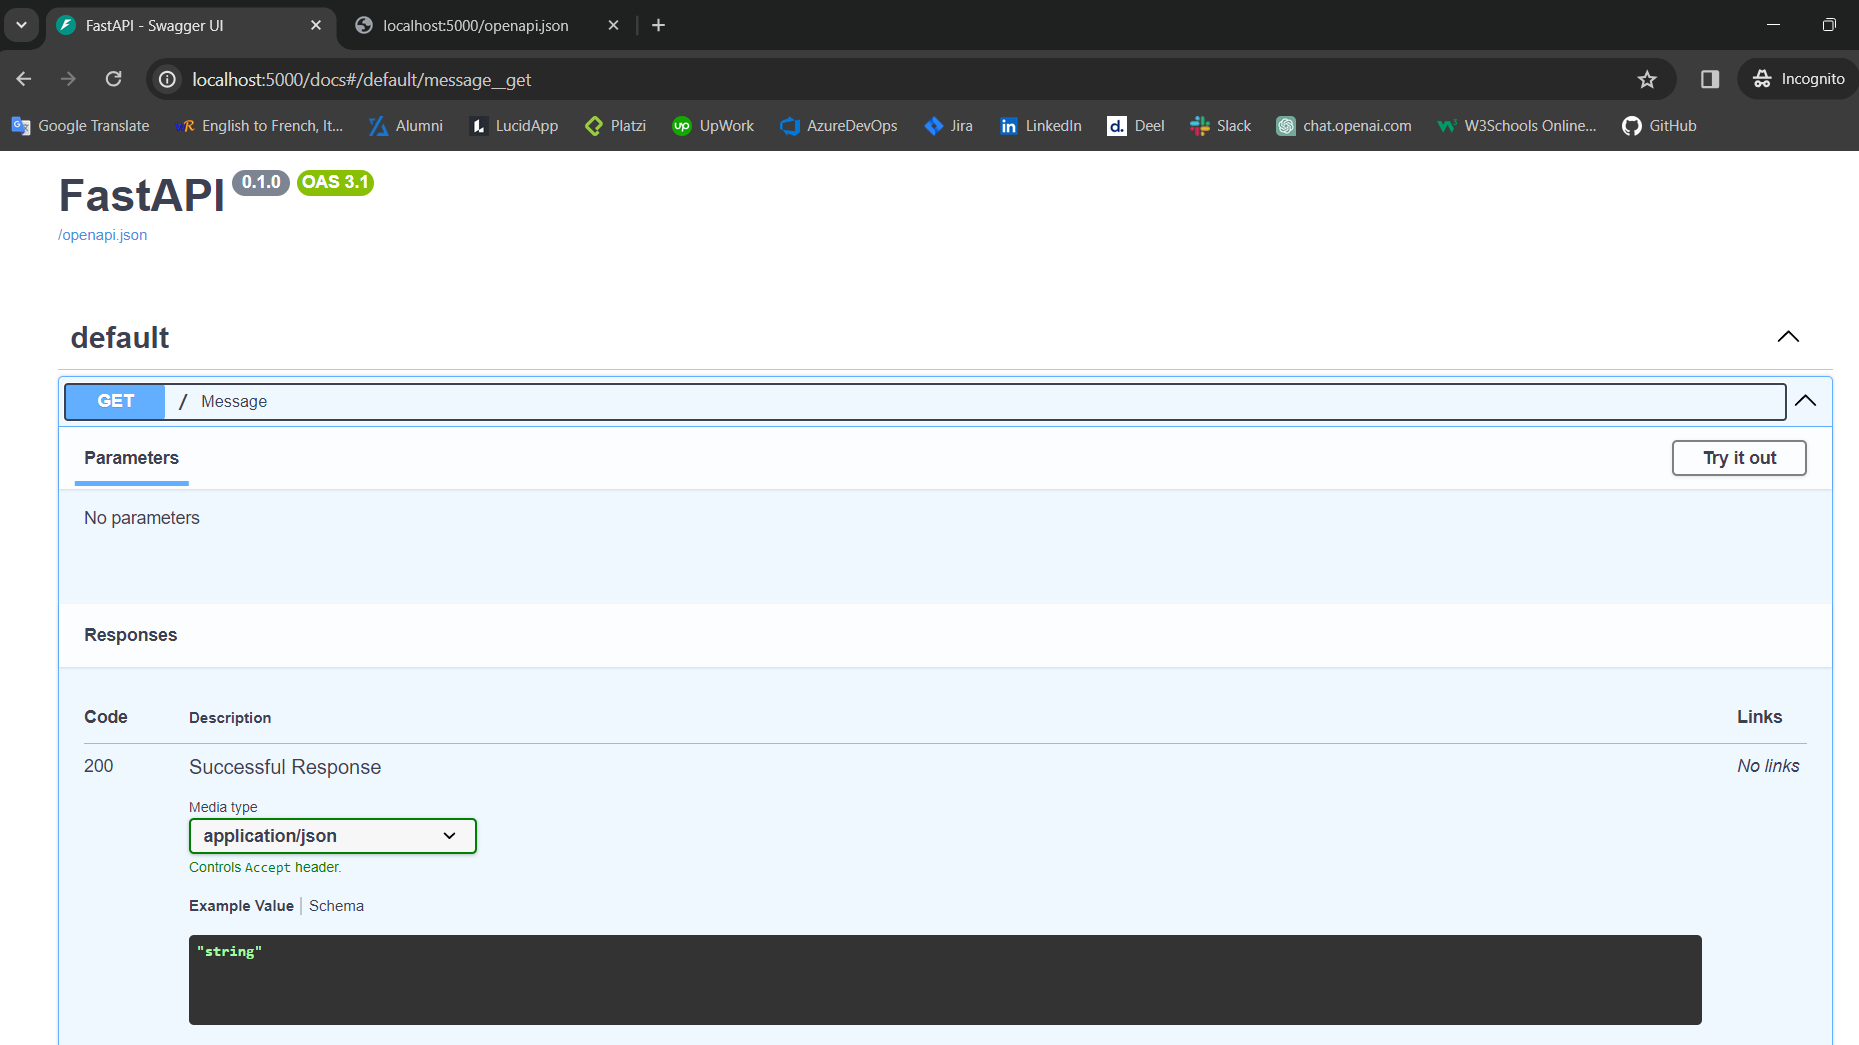 FastAPI - Swagger UI
localhost:5000/openapi.json
localhost:5000/docs#/default/message__get
Incognito
Google Translate
English to French, It...
Alumni
LucidApp
Platzi
UpWork
AzureDevOps
Jira
LinkedIn
Deel
Slack
chat.openai.com
W3Schools Online...
GitHub
FastAPI 0.1.0 OAS 3.1
/openapi.json
default
GET / Message
Parameters
Try it out
No parameters
Responses
Code Description Links
200 Successful Response No links
Media type
application/json
Controls Accept header.
Example Value | Schema
"string"